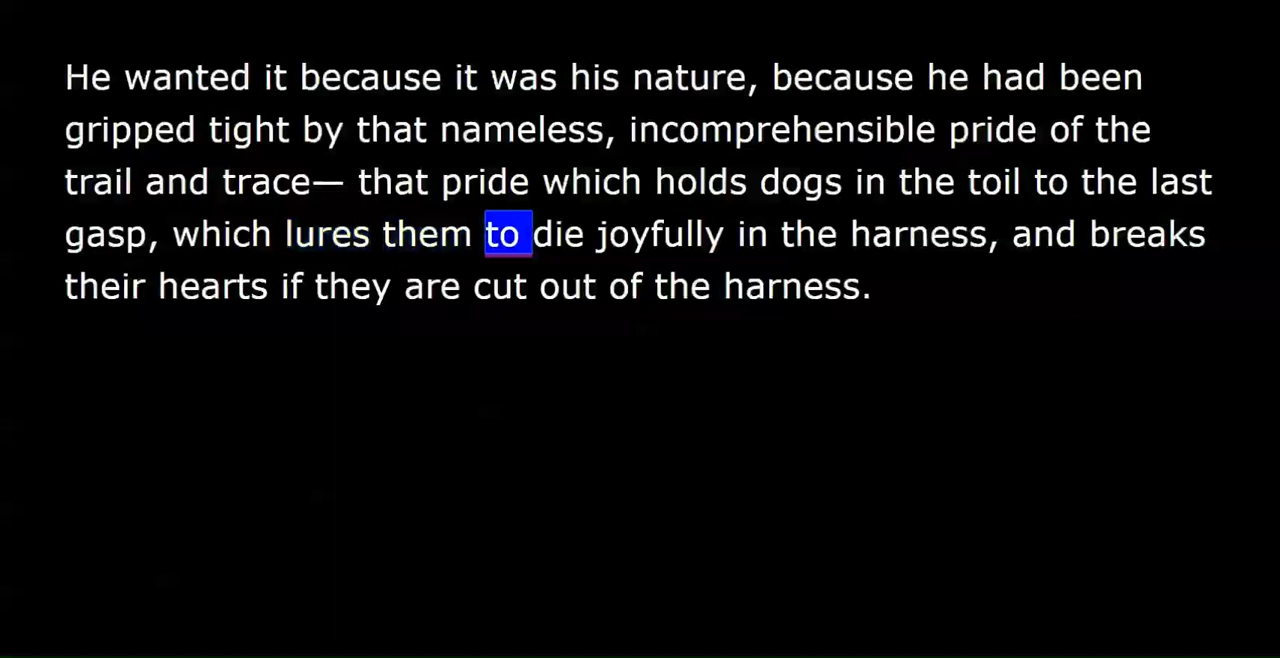 He wanted it because it was his nature, because he had been
gripped tight by that nameless, incomprehensible pride of the
trail and trace— that pride which holds dogs in the toil to the last
gasp, which lures them to die joyfully in the harness, and breaks
their hearts if they are cut out of the harness.